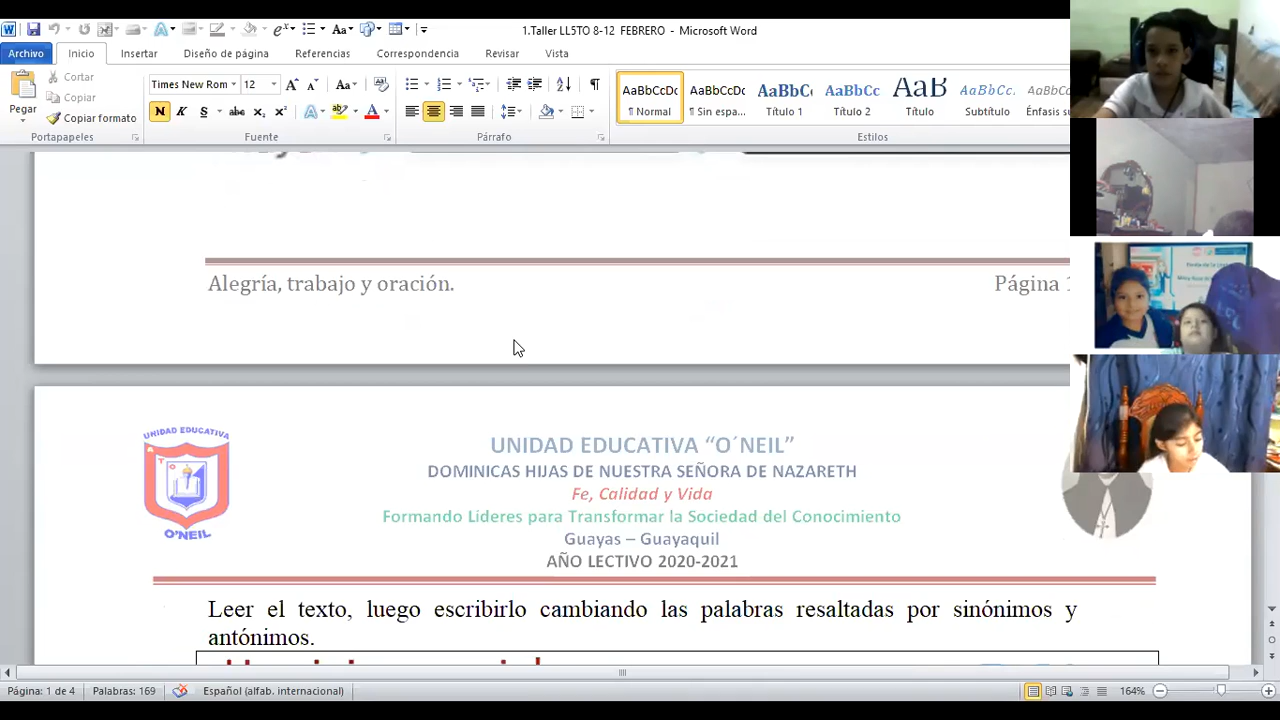 1.Taller LL5TO 8-12 FEBRERO - Microsoft Word
Archivo Inicio Insertar Diseño de página Referencias Correspondencia Revisar Vista
Pegar
Cortar
Copiar
Copiar formato
Portapapeles
Times New Rom 12
N K S abc
Fuente
Párrafo
AaBbCcDc AaBbCcDc AaBbC AaBbCc AaB AaBbCc. AaBbCc
¶ Normal ¶ Sin espa... Título 1 Título 2 Título Subtítulo Énfasis su
Estilos
Alegría, trabajo y oración. Página 1
UNIDAD EDUCATIVA
O'NEIL
UNIDAD EDUCATIVA “O´NEIL”
DOMINICAS HIJAS DE NUESTRA SEÑORA DE NAZARETH
Fe, Calidad y Vida
Formando Lideres para Transformar la Sociedad del Conocimiento
Guayas – Guayaquil
AÑO LECTIVO 2020-2021
Leer el texto, luego escribirlo cambiando las palabras resaltadas por sinónimos y
antónimos.
Página: 1 de 4 Palabras: 169 Español (alfab. internacional) 164%